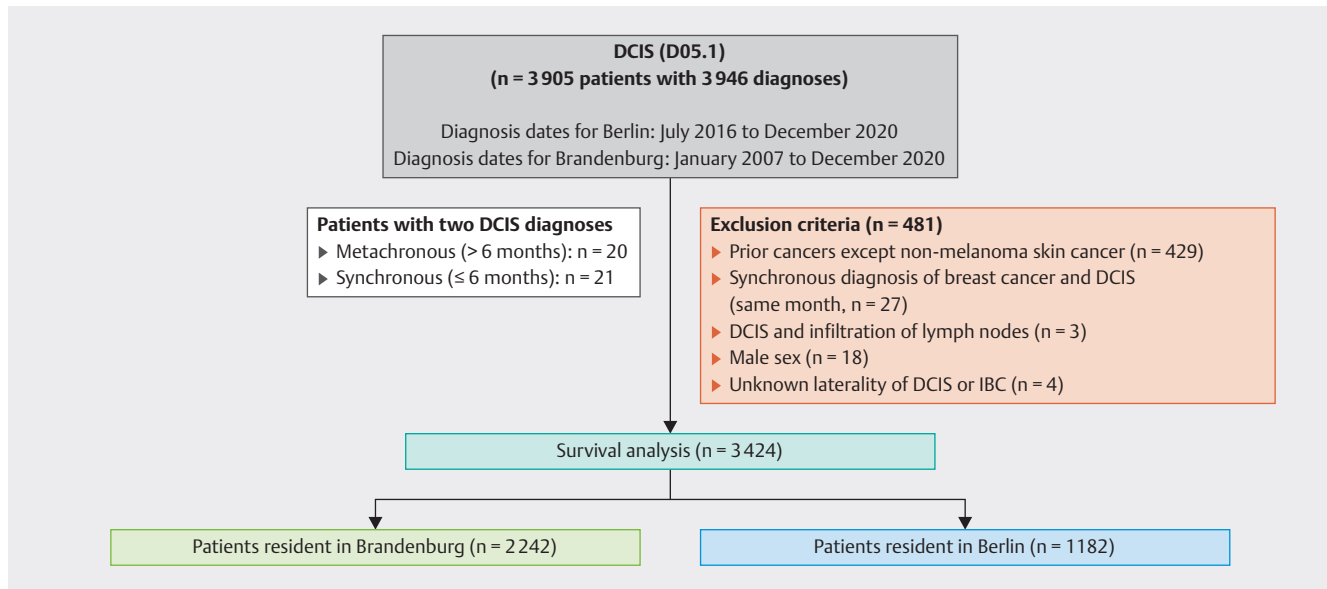 DCIS (D05.1)
(n = 3 905 patients with 3 946 diagnoses)
Diagnosis dates for Berlin: July 2016 to December 2020
Diagnosis dates for Brandenburg: January 2007 to December 2020
Patients with two DCIS diagnoses
▶ Metachronous (> 6 months): n = 20
▶ Synchronous (≤ 6 months): n = 21
Exclusion criteria (n = 481)
▶ Prior cancers except non-melanoma skin cancer (n = 429)
▶ Synchronous diagnosis of breast cancer and DCIS
(same month, n = 27)
▶ DCIS and infiltration of lymph nodes (n = 3)
▶ Male sex (n = 18)
▶ Unknown laterality of DCIS or IBC (n = 4)
Survival analysis (n = 3 424)
Patients resident in Brandenburg (n = 2 242)
Patients resident in Berlin (n = 1182)